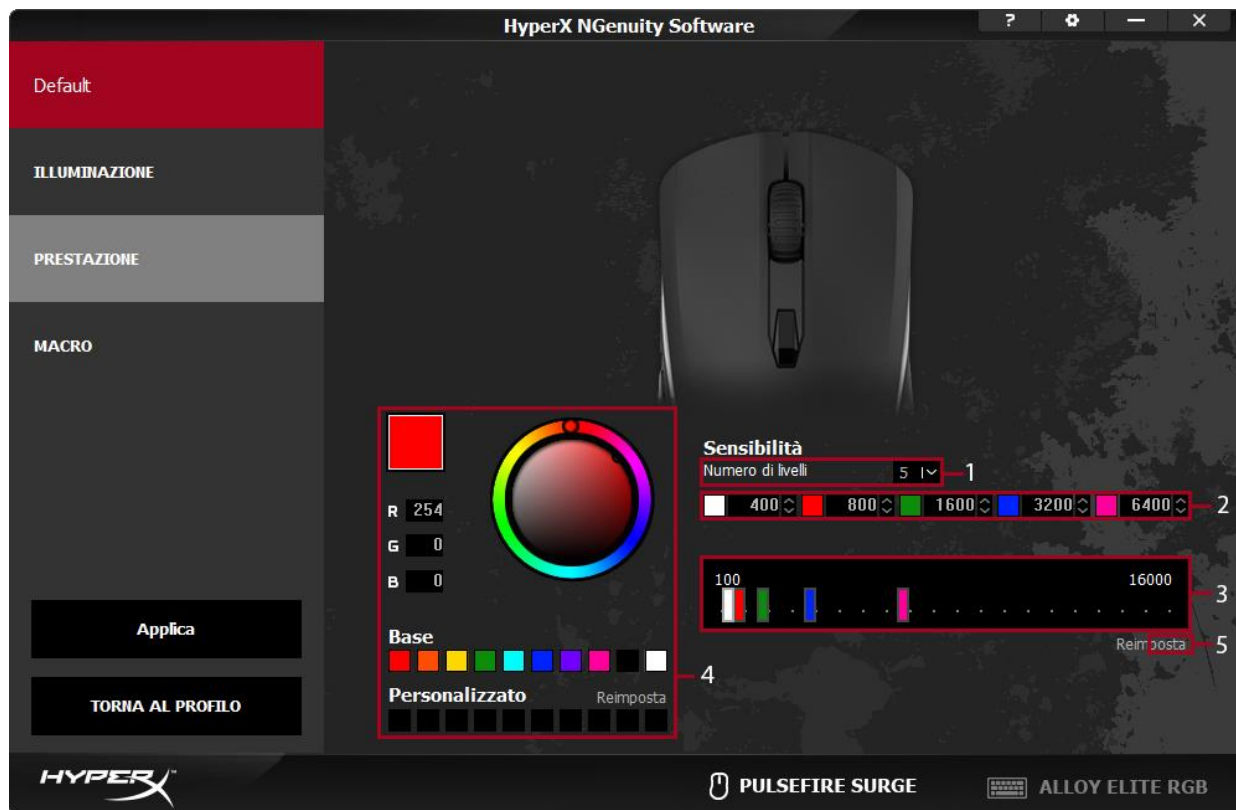 HyperX NGenuity Software
?
Default
ILLUMINAZIONE
PRESTAZIONE
MACRO
Applica
TORNA AL PROFILO
R 254
G 0
B 0
Base
Personalizzato Reimposta
4
Sensibilità
Numero di livelli 5 1
400 800 1600 3200 6400 2
100 16000
3
Reimposta 5
HYPERX
PULSEFIRE SURGE
ALLOY ELITE RGB